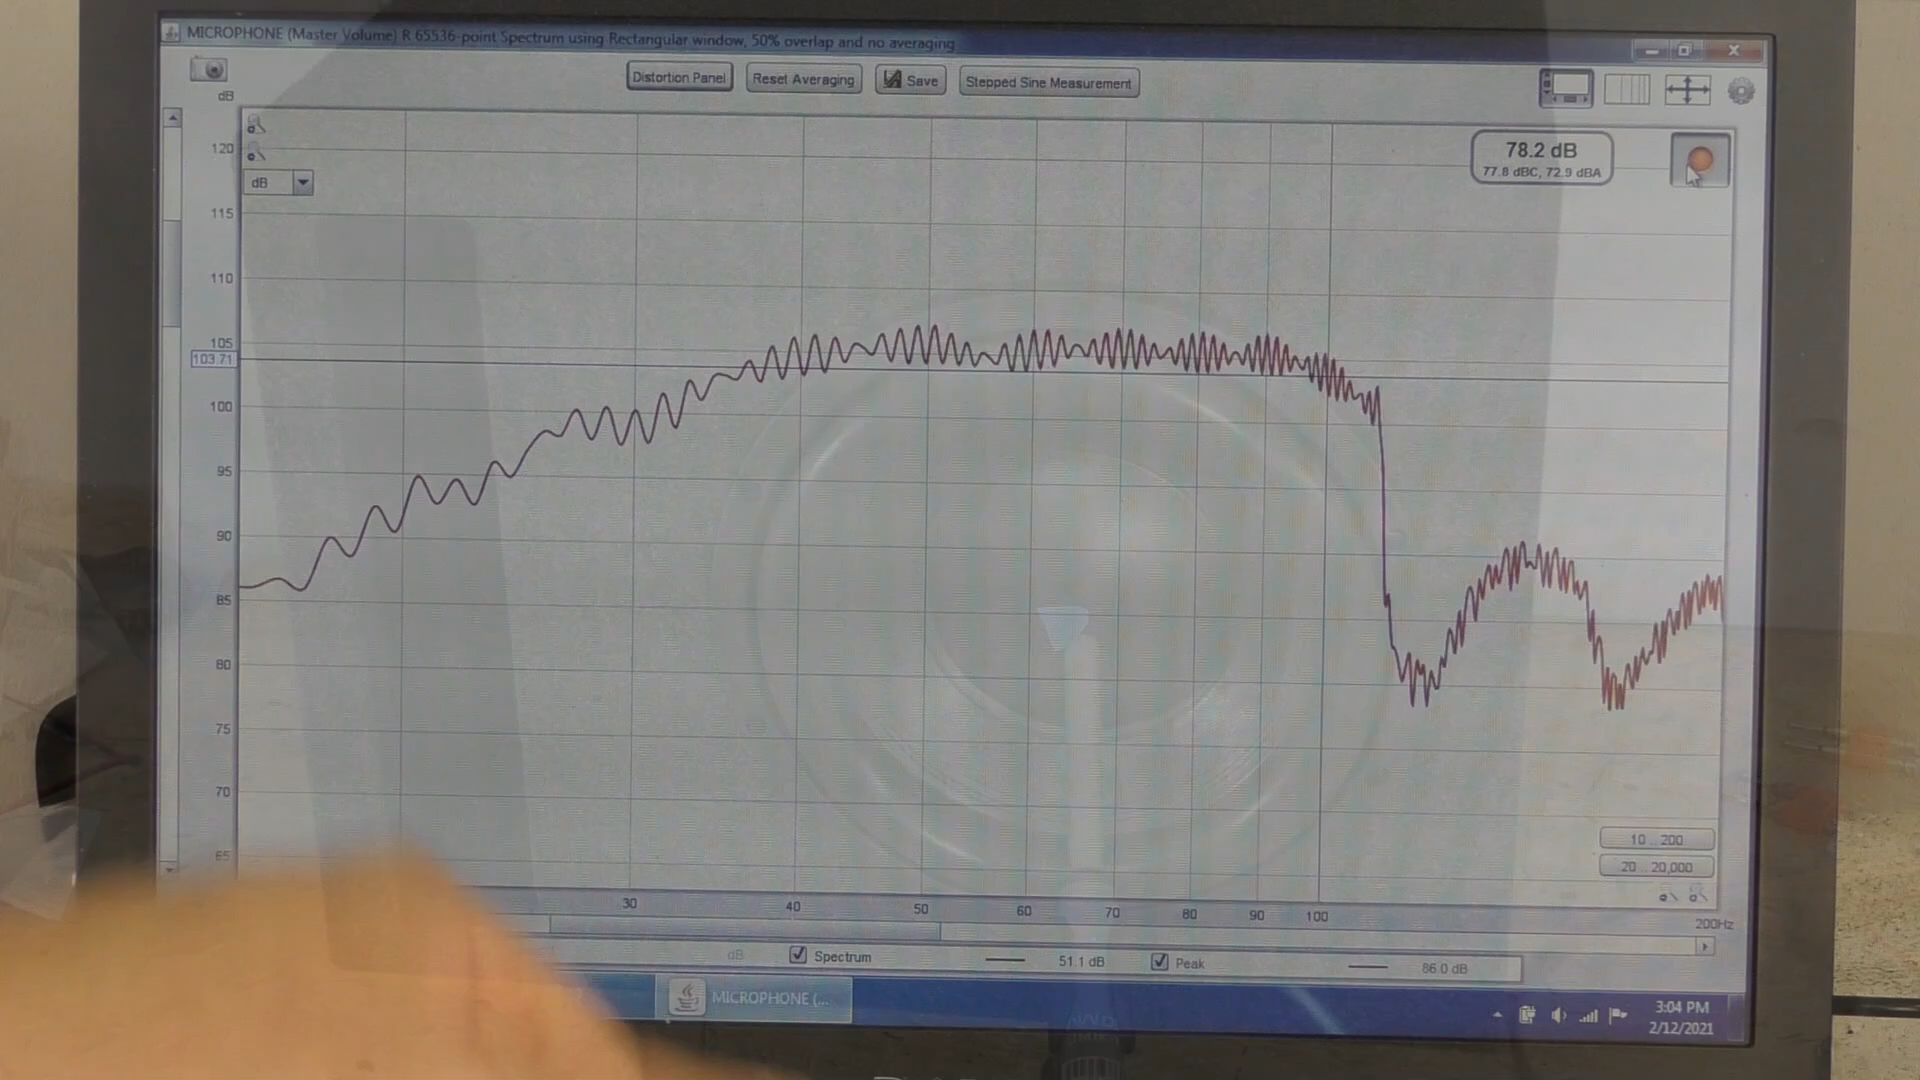 MICROPHONE (Master Volume) R 65536-point Spectrum using Rectangular window, 50% overlap and no averaging
Distortion Panel Reset Averaging Save Stepped Sine Measurement
dB
120
dB
78.2 dB
77.8 dBC, 72.9 dBA
115
110
105
103.71
100
95
90
85
80
75
70
65
10 .. 200
20 .. 20,000
30 40 50 60 70 80 90 100 200Hz
dB Spectrum 51.1 dB Peak 86.0 dB
MICROPHONE (...
3:04 PM
2/12/2021